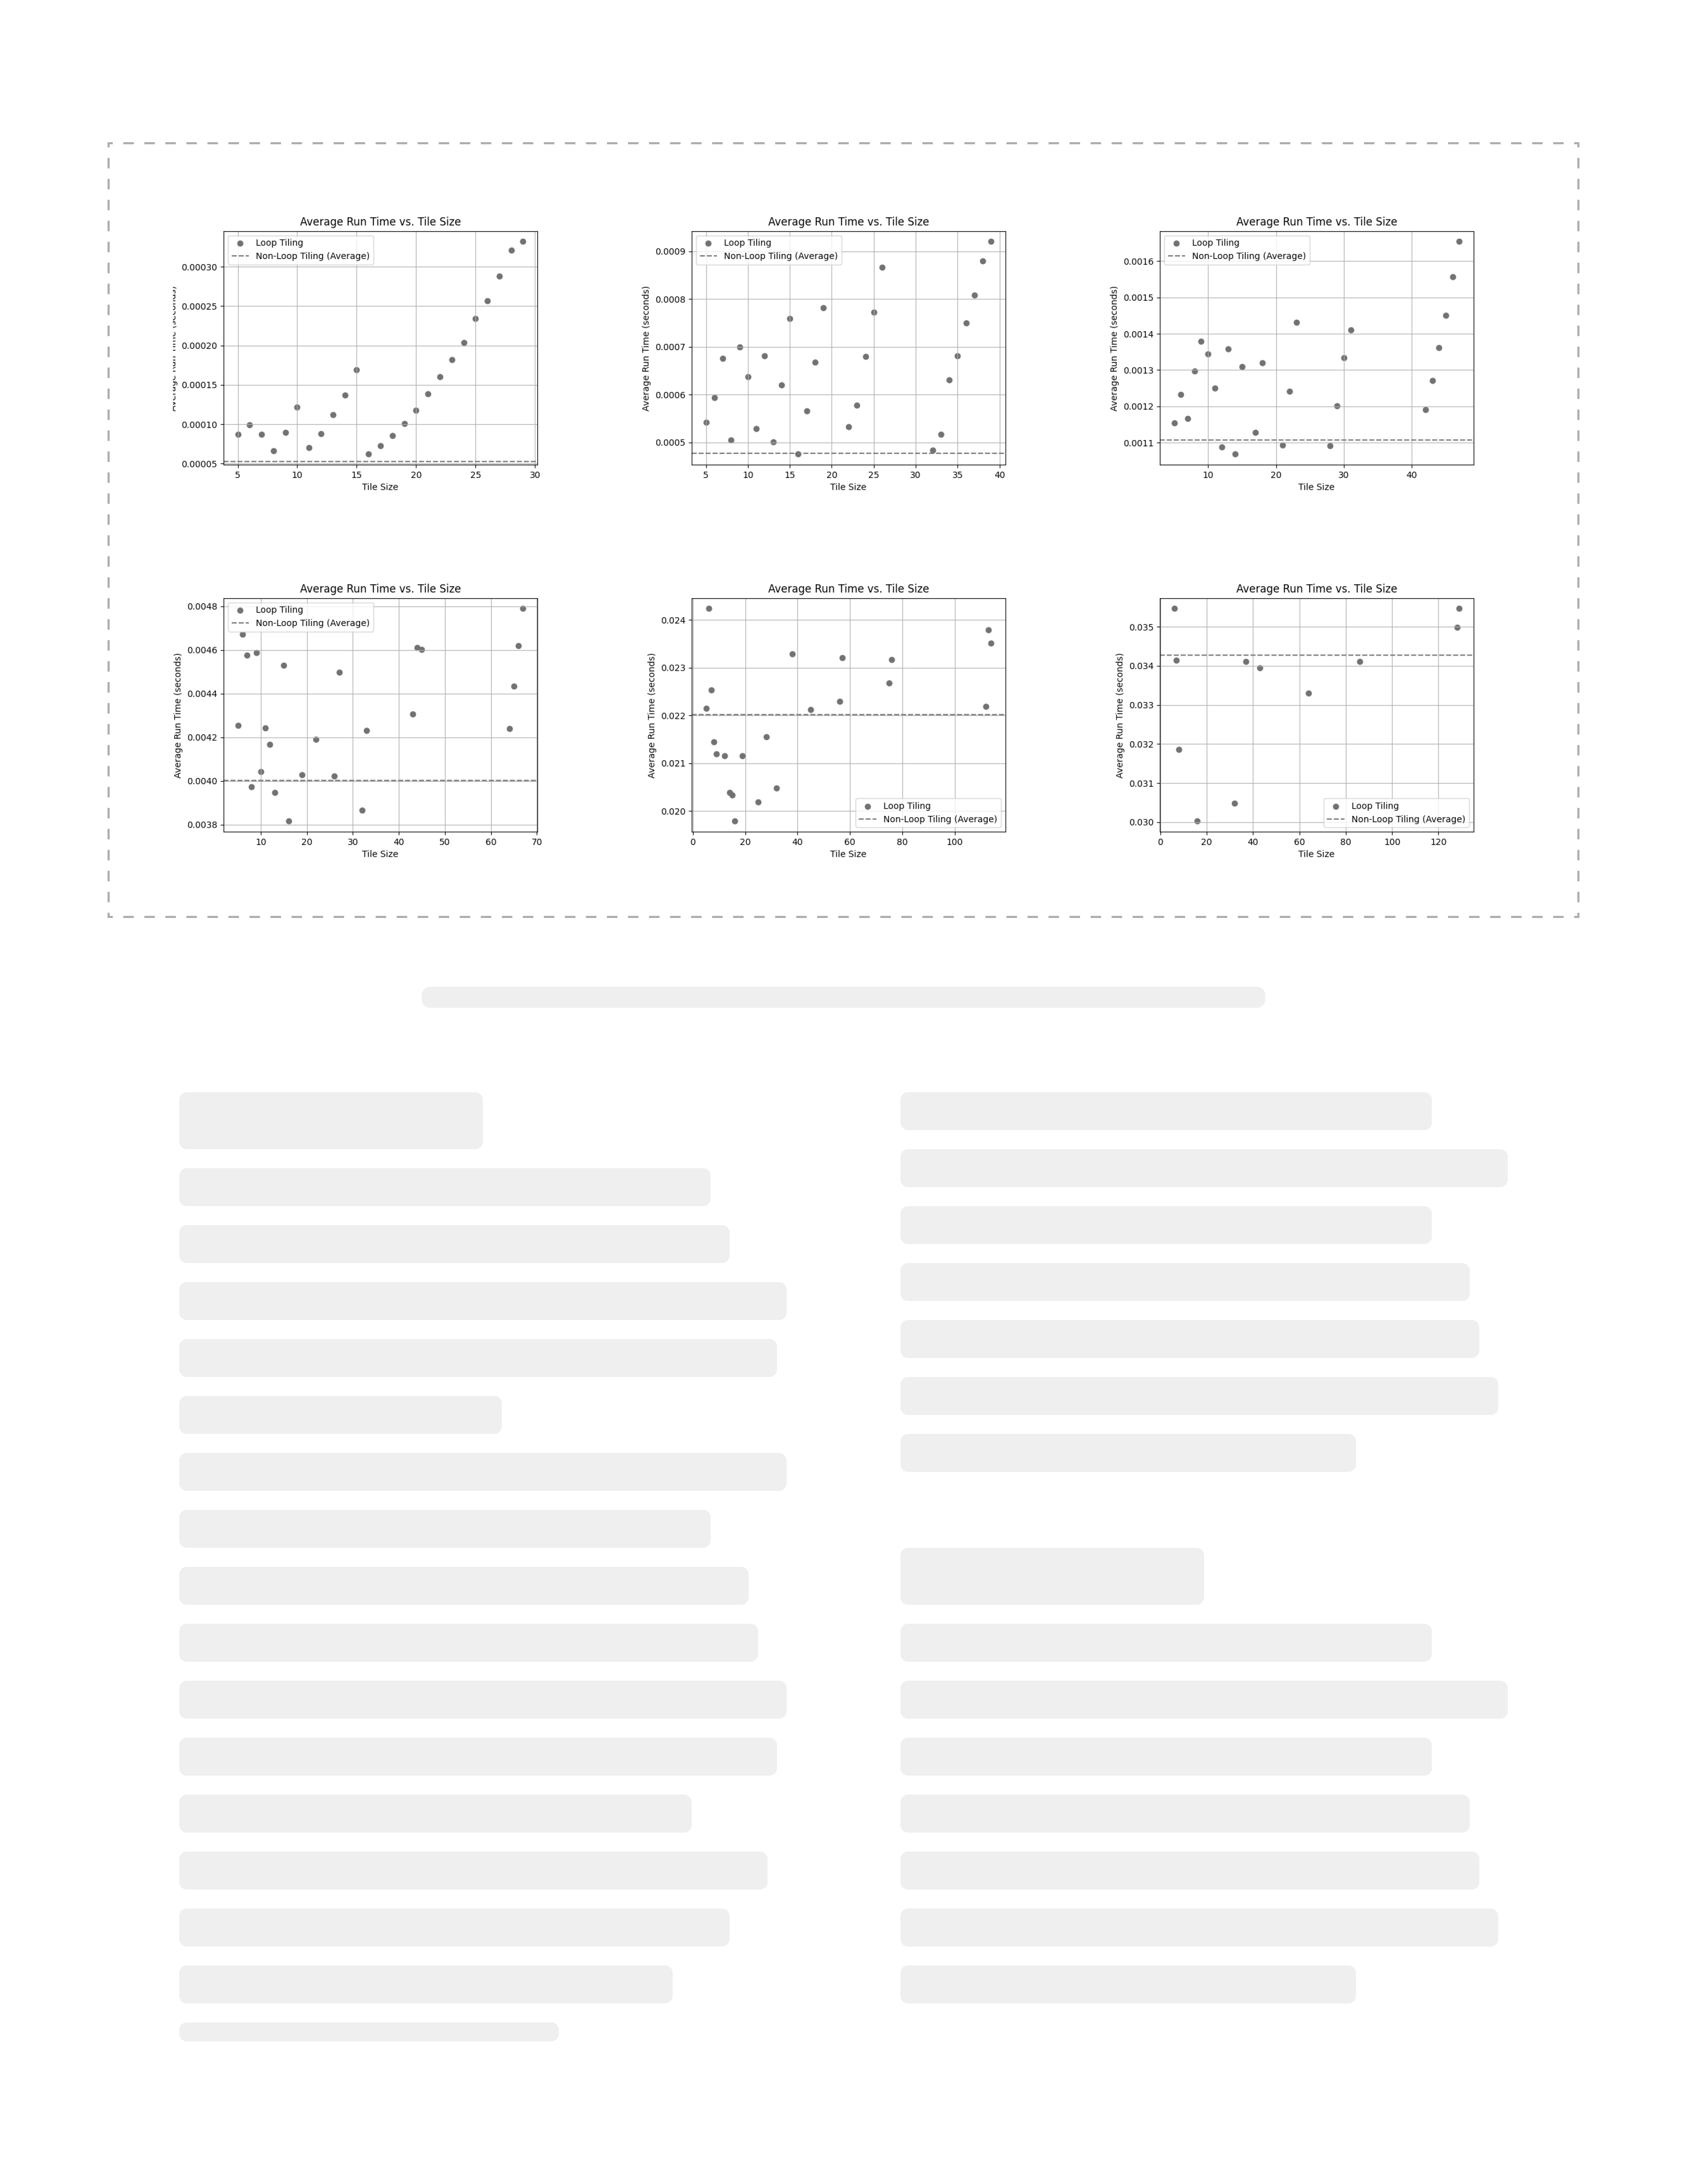 Average Run Time vs. Tile Size
Loop Tiling
Non-Loop Tiling (Average)
0.00030
0.00025
0.00020
0.00015
0.00010
0.00005
Average Run Time (seconds)
5 10 15 20 25 30
Tile Size
Average Run Time vs. Tile Size
Loop Tiling
Non-Loop Tiling (Average)
0.0009
0.0008
0.0007
0.0006
0.0005
Average Run Time (seconds)
5 10 15 20 25 30 35 40
Tile Size
Average Run Time vs. Tile Size
Loop Tiling
Non-Loop Tiling (Average)
0.0016
0.0015
0.0014
0.0013
0.0012
0.0011
Average Run Time (seconds)
10 20 30 40
Tile Size
Average Run Time vs. Tile Size
Loop Tiling
Non-Loop Tiling (Average)
0.0048
0.0046
0.0044
0.0042
0.0040
0.0038
Average Run Time (seconds)
10 20 30 40 50 60 70
Tile Size
Average Run Time vs. Tile Size
0.024
0.023
0.022
0.021
0.020
Average Run Time (seconds)
Loop Tiling
Non-Loop Tiling (Average)
0 20 40 60 80 100
Tile Size
Average Run Time vs. Tile Size
0.035
0.034
0.033
0.032
0.031
0.030
Average Run Time (seconds)
Loop Tiling
Non-Loop Tiling (Average)
0 20 40 60 80 100 120
Tile Size